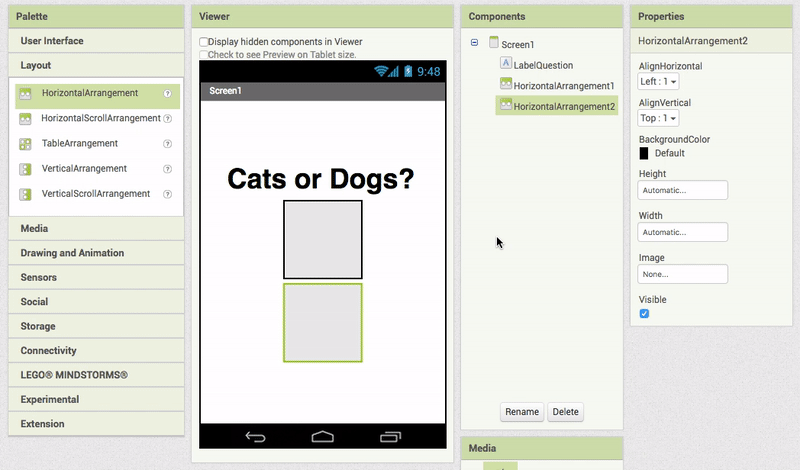 Palette
User Interface
Layout
HorizontalArrangement
?
HorizontalScrollArrangement
?
TableArrangement
?
VerticalArrangement
?
VerticalScrollArrangement
?
Media
Drawing and Animation
Sensors
Social
Storage
Connectivity
LEGO® MINDSTORMS®
Experimental
Extension
Viewer
Display hidden components in Viewer
Check to see Preview on Tablet size.
9:48
Screen1
Cats or Dogs?
Components
Screen1
A LabelQuestion
HorizontalArrangement1
HorizontalArrangement2
Rename Delete
Media
Properties
HorizontalArrangement2
AlignHorizontal
Left : 1
AlignVertical
Top : 1
BackgroundColor
Default
Height
Automatic...
Width
Automatic...
Image
None...
Visible